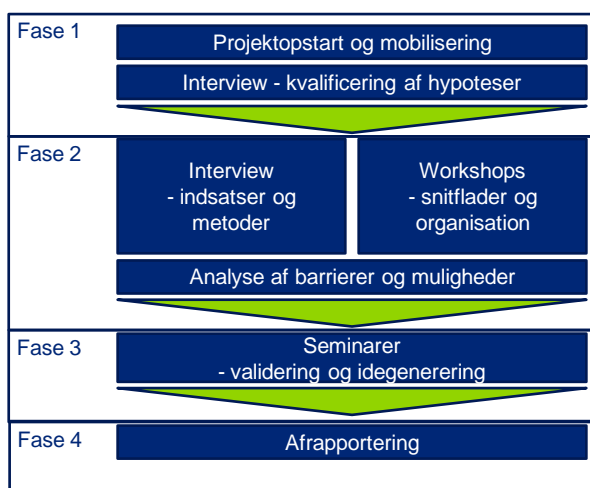 Fase 1
Projektopstart og mobilisering
Interview - kvalificering af hypoteser
Fase 2
Interview
- indsatser og
metoder
Workshops
- snitflader og
organisation
Analyse af barrierer og muligheder
Fase 3
Seminarer
- validering og idegenerering
Fase 4
Afrapportering